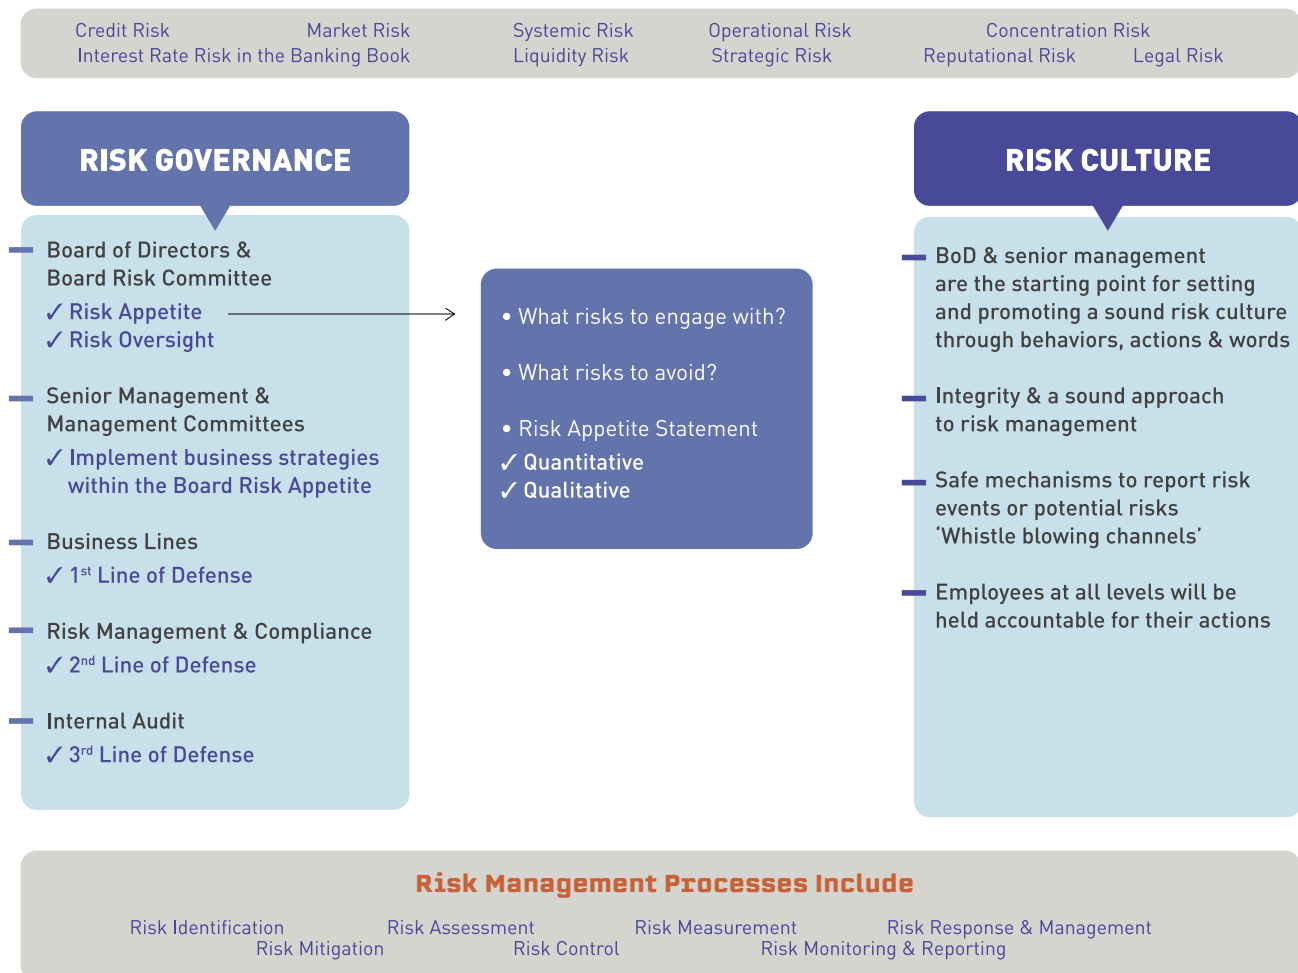 Credit Risk Market Risk Systemic Risk Operational Risk Concentration Risk
Interest Rate Risk in the Banking Book Liquidity Risk Strategic Risk Reputational Risk Legal Risk
RISK GOVERNANCE
Board of Directors &
Board Risk Committee
✓ Risk Appetite
✓ Risk Oversight
Senior Management &
Management Committees
✓ Implement business strategies
within the Board Risk Appetite
Business Lines
✓ 1st Line of Defense
Risk Management & Compliance
✓ 2nd Line of Defense
Internal Audit
✓ 3rd Line of Defense
• What risks to engage with?
• What risks to avoid?
• Risk Appetite Statement
✓ Quantitative
✓ Qualitative
RISK CULTURE
BoD & senior management
are the starting point for setting
and promoting a sound risk culture
through behaviors, actions & words
Integrity & a sound approach
to risk management
Safe mechanisms to report risk
events or potential risks
‘Whistle blowing channels’
Employees at all levels will be
held accountable for their actions
Risk Management Processes Include
Risk Identification Risk Assessment Risk Measurement Risk Response & Management
Risk Mitigation Risk Control Risk Monitoring & Reporting